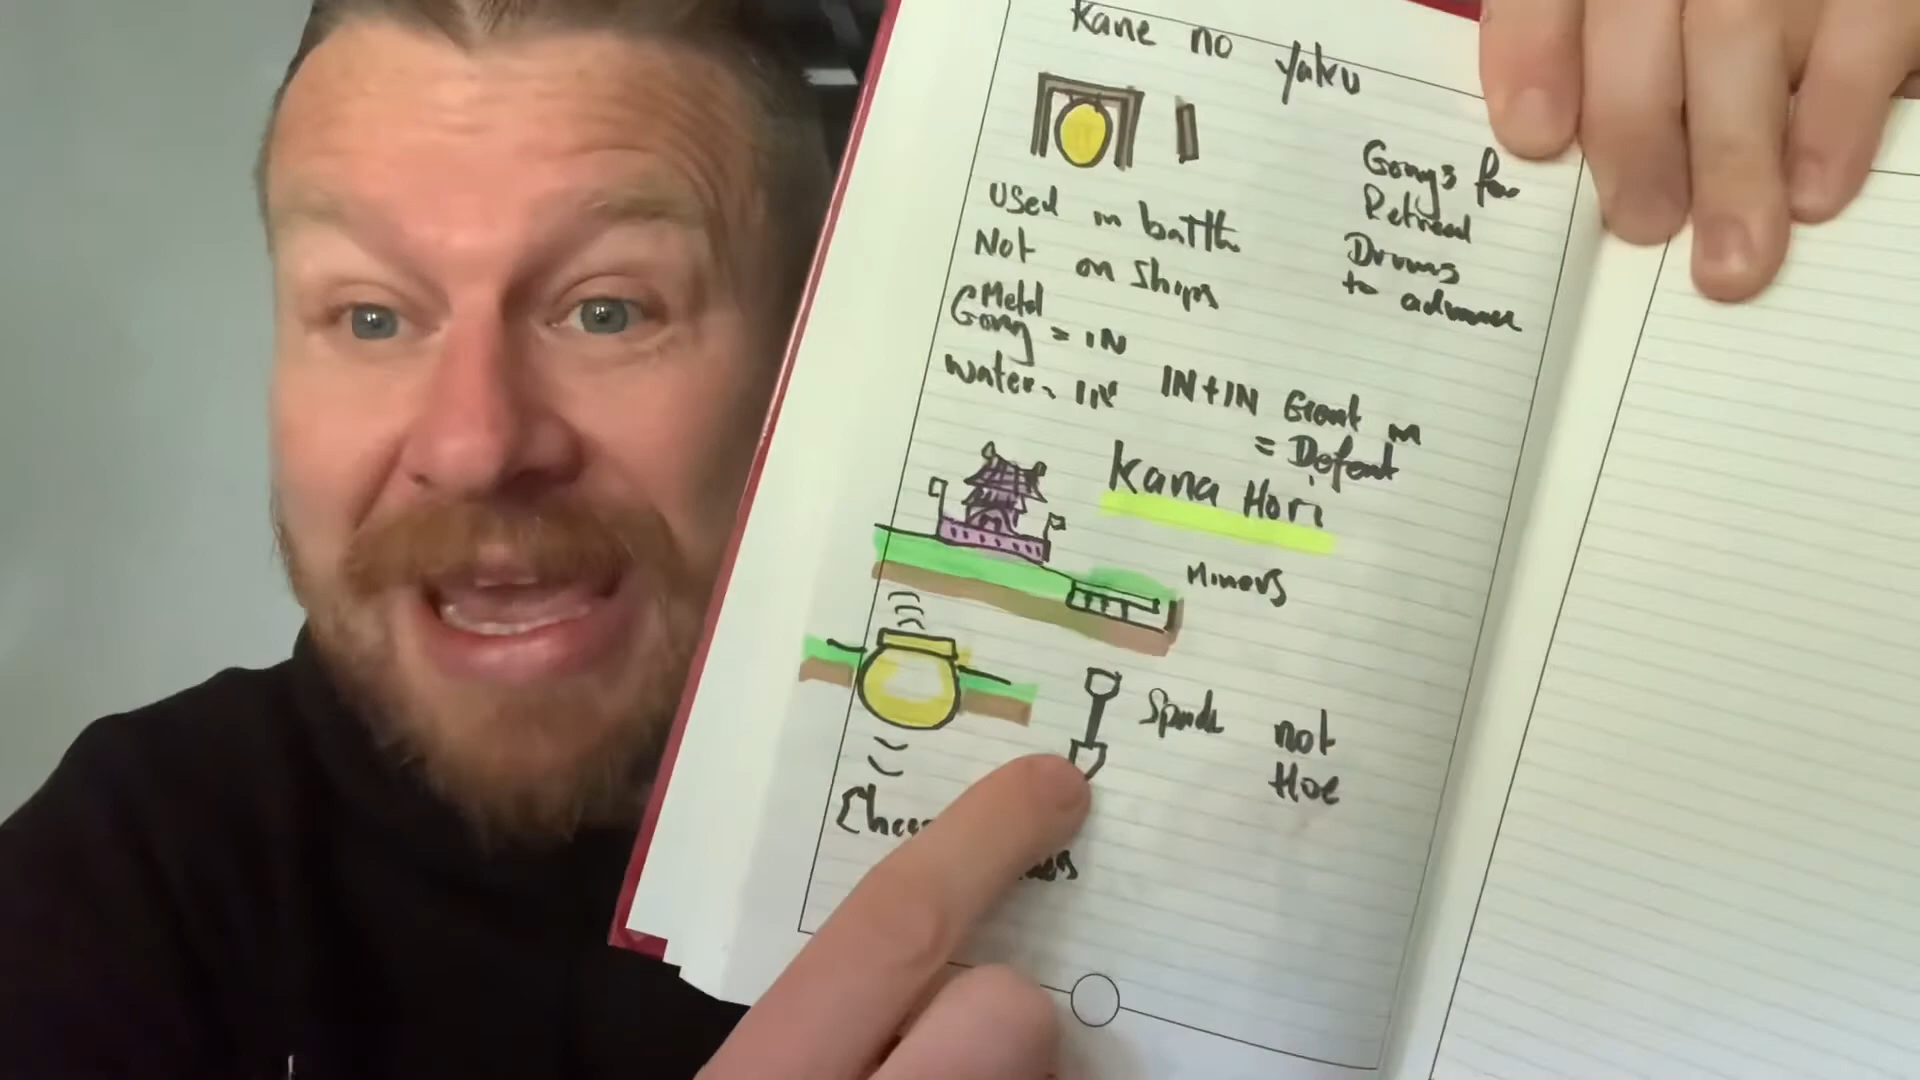 Kane no yaku
Gongs for
Retreat
Drums
to advance
Used in battle
Not on ships
Metal
Gong = IN
Water = IN
IN + IN Great in
= Defeat
Kana Hori
Miners
Spade not
Hoe